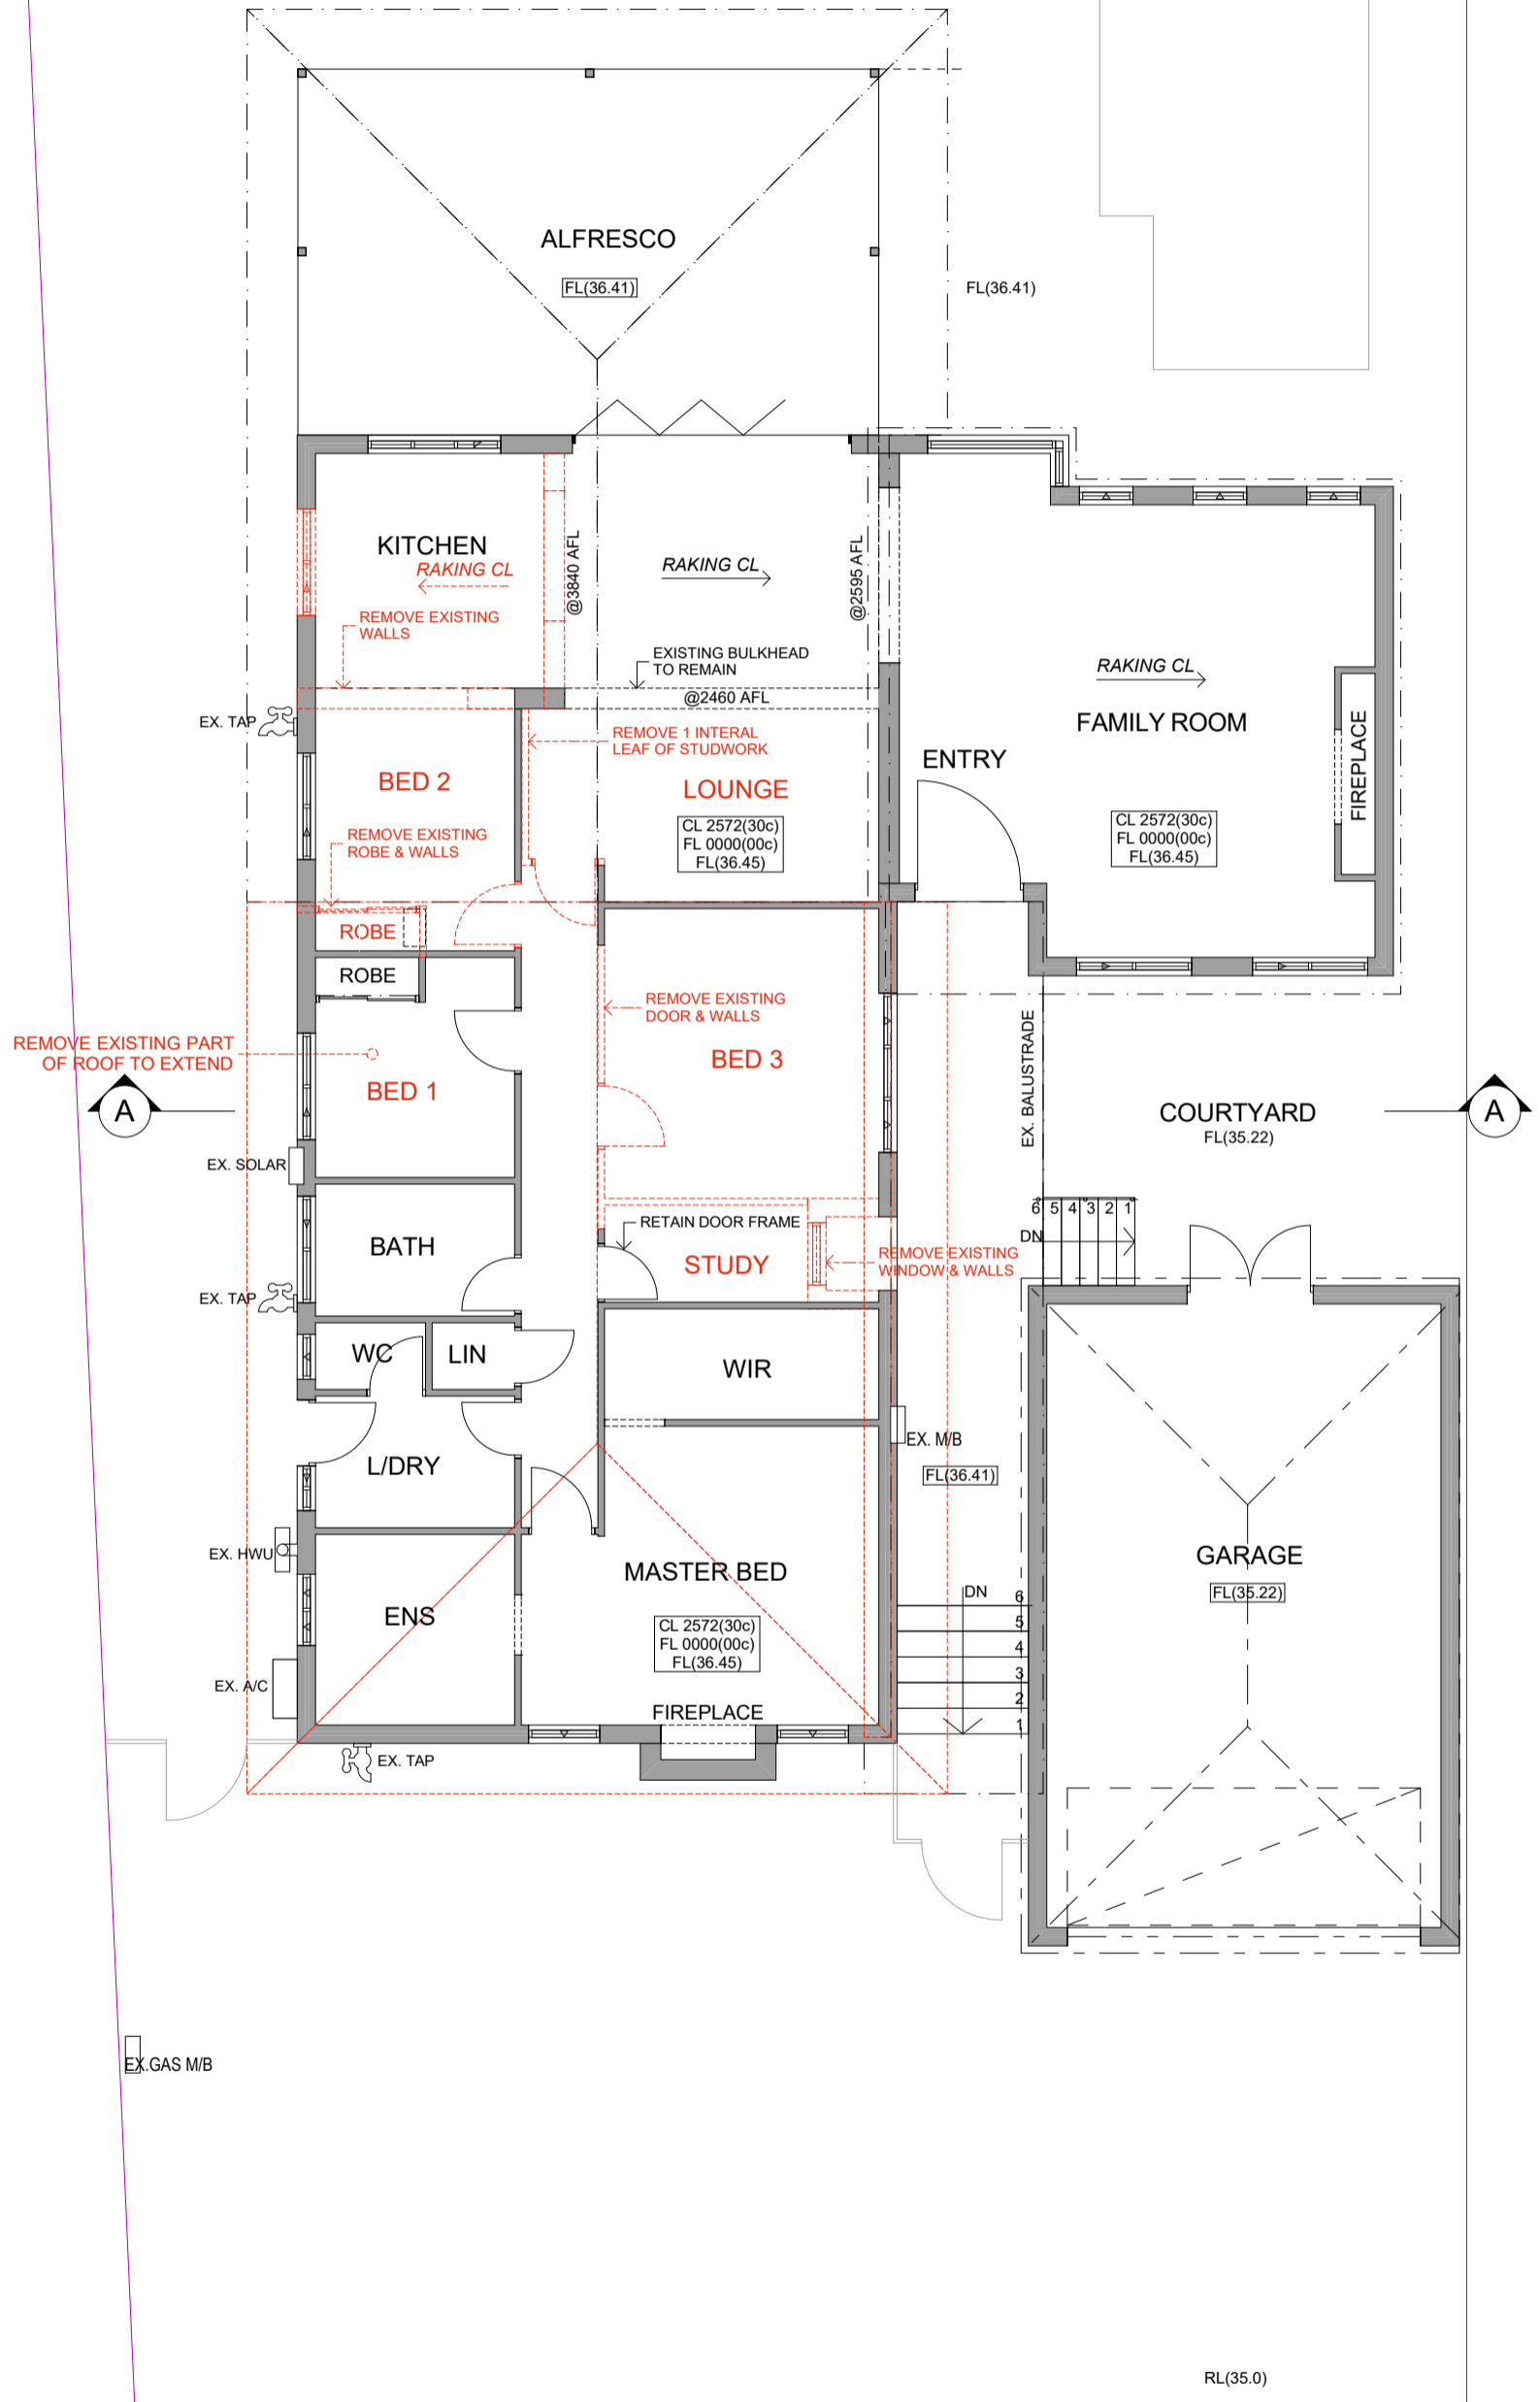 ALFRESCO
FL(36.41)
FL(36.41)
KITCHEN
RAKING CL
@3840 AFL
RAKING CL
@2595 AFL
REMOVE EXISTING
WALLS
EXISTING BULKHEAD
TO REMAIN
@2460 AFL
RAKING CL
FAMILY ROOM
FIREPLACE
EX. TAP
REMOVE 1 INTERAL
LEAF OF STUDWORK
ENTRY
BED 2
LOUNGE
CL 2572(30c)
FL 0000(00c)
FL(36.45)
CL 2572(30c)
FL 0000(00c)
FL(36.45)
REMOVE EXISTING
ROBE & WALLS
ROBE
ROBE
REMOVE EXISTING
DOOR & WALLS
REMOVE EXISTING PART
OF ROOF TO EXTEND
BED 3
BED 1
EX. BALUSTRADE
A
COURTYARD
FL(35.22)
A
EX. SOLAR
6 5 4 3 2 1
DN
BATH
RETAIN DOOR FRAME
STUDY
REMOVE EXISTING
WINDOW & WALLS
EX. TAP
WC
LIN
WIR
EX. M/B
L/DRY
FL(36.41)
EX. HWU
MASTER BED
GARAGE
FL(35.22)
DN
6
5
4
3
2
1
ENS
CL 2572(30c)
FL 0000(00c)
FL(36.45)
EX. A/C
FIREPLACE
EX. TAP
EX.GAS M/B
RL(35.0)